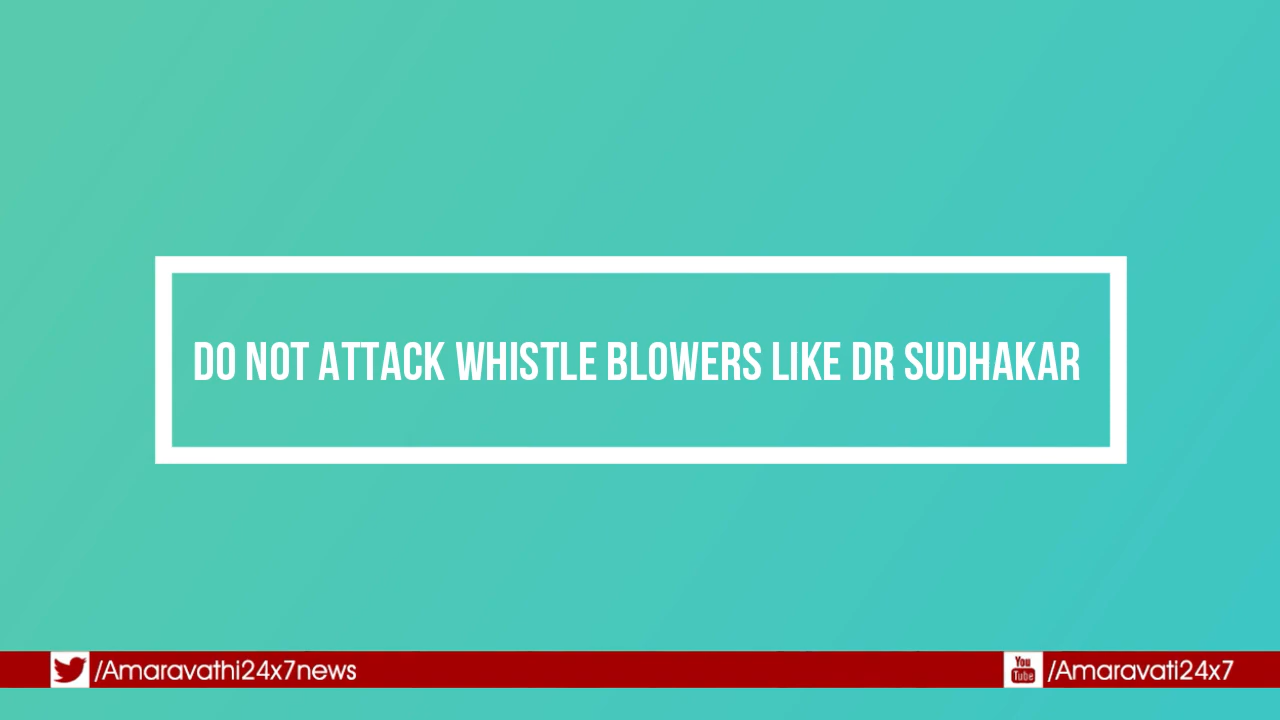 DO NOT ATTACK WHISTLE BLOWERS LIKE DR SUDHAKAR
/Amaravathi24x7news
You Tube /Amaravati24x7